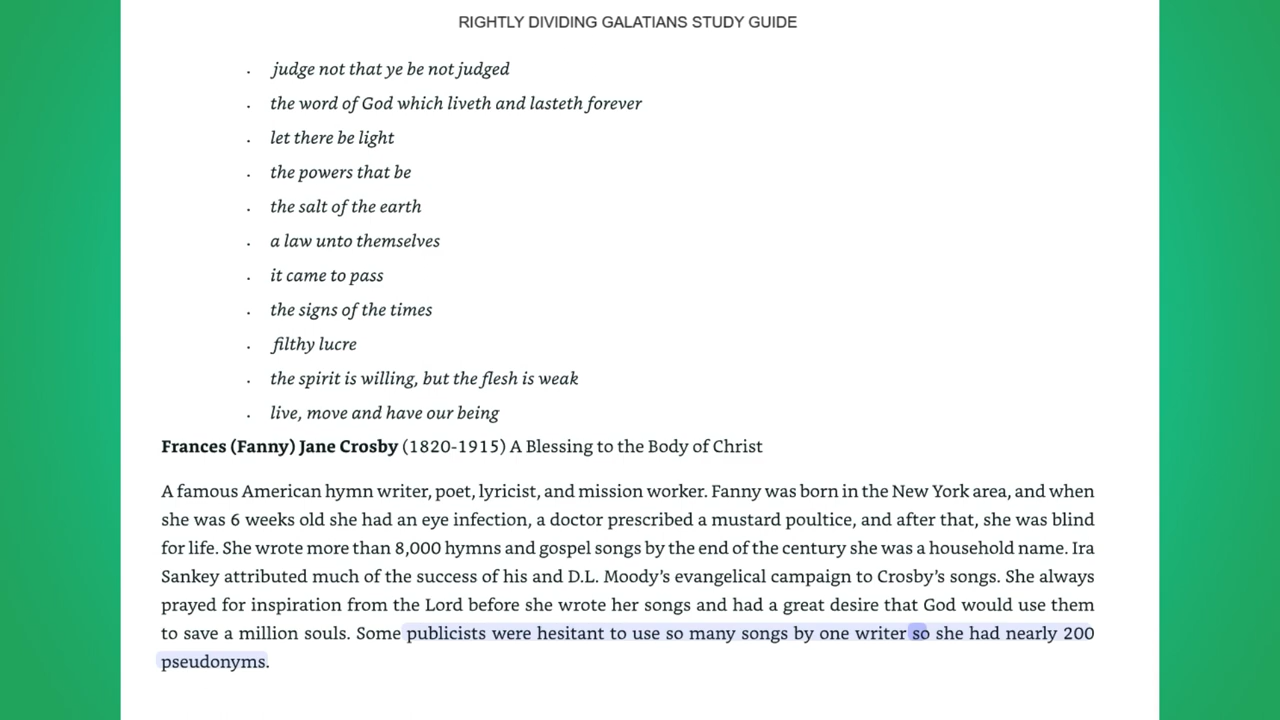 RIGHTLY DIVIDING GALATIANS STUDY GUIDE
· judge not that ye be not judged
· the word of God which liveth and lasteth forever
· let there be light
· the powers that be
· the salt of the earth
· a law unto themselves
· it came to pass
· the signs of the times
· filthy lucre
· the spirit is willing, but the flesh is weak
· live, move and have our being
Frances (Fanny) Jane Crosby (1820-1915) A Blessing to the Body of Christ
A famous American hymn writer, poet, lyricist, and mission worker. Fanny was born in the New York area, and when
she was 6 weeks old she had an eye infection, a doctor prescribed a mustard poultice, and after that, she was blind
for life. She wrote more than 8,000 hymns and gospel songs by the end of the century she was a household name. Ira
Sankey attributed much of the success of his and D.L. Moody’s evangelical campaign to Crosby’s songs. She always
prayed for inspiration from the Lord before she wrote her songs and had a great desire that God would use them
to save a million souls. Some publicists were hesitant to use so many songs by one writer so she had nearly 200
pseudonyms.